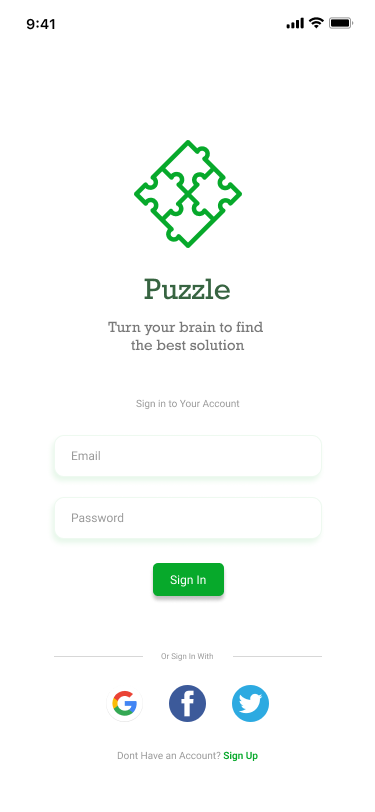 9:41
Puzzle
Turn your brain to find
the best solution
Sign in to Your Account
Email
Password
Sign In
Or Sign In With
Dont Have an Account? Sign Up